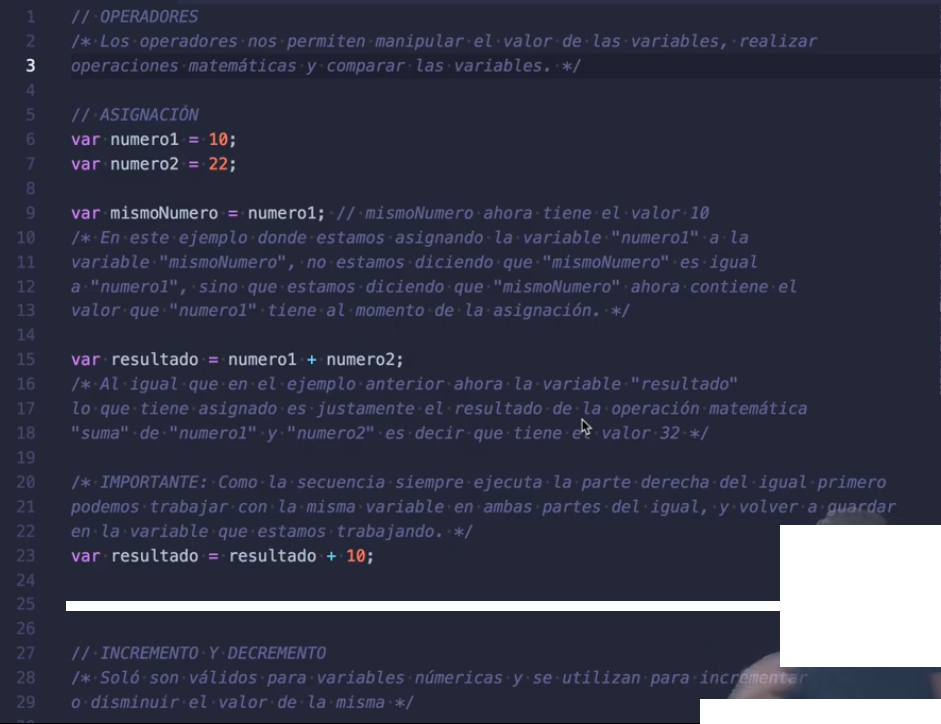 1 // OPERADORES
2 /* Los operadores nos permiten manipular el valor de las variables, realizar
3 operaciones matemáticas y comparar las variables. */
4
5 // ASIGNACIÓN
6 var numero1 = 10;
7 var numero2 = 22;
8
9 var mismoNumero = numero1; // mismoNumero ahora tiene el valor 10
10 /* En este ejemplo donde estamos asignando la variable "numero1" a la
11 variable "mismoNumero", no estamos diciendo que "mismoNumero" es igual
12 a "numero1", sino que estamos diciendo que "mismoNumero" ahora contiene el
13 valor que "numero1" tiene al momento de la asignación. */
14
15 var resultado = numero1 + numero2;
16 /* Al igual que en el ejemplo anterior ahora la variable "resultado"
17 lo que tiene asignado es justamente el resultado de la operación matemática
18 "suma" de "numero1" y "numero2" es decir que tiene el valor 32 */
19
20 /* IMPORTANTE: Como la secuencia siempre ejecuta la parte derecha del igual primero
21 podemos trabajar con la misma variable en ambas partes del igual, y volver a guardar
22 en la variable que estamos trabajando. */
23 var resultado = resultado + 10;
24
25
26
27 // INCREMENTO Y DECREMENTO
28 /* Soló son válidos para variables númericas y se utilizan para incrementar
29 o disminuir el valor de la misma */